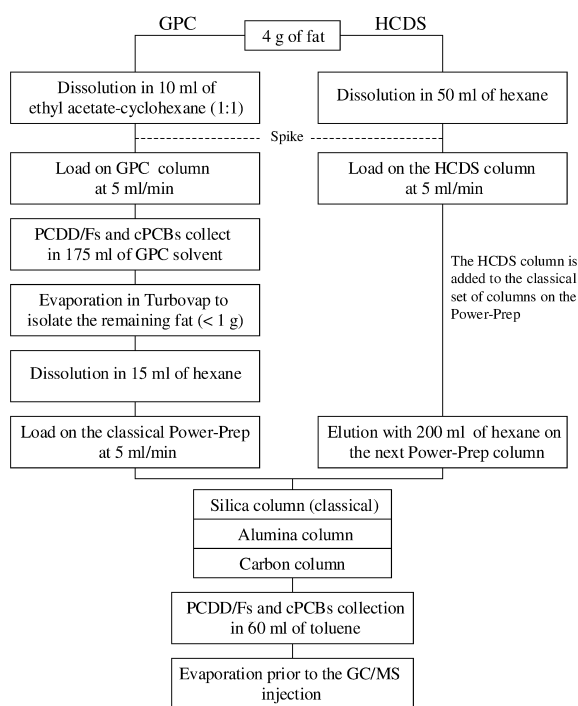 GPC
HCDS
4 g of fat
Dissolution in 10 ml of
ethyl acetate-cyclohexane (1:1)
Dissolution in 50 ml of hexane
Spike
Load on GPC column
at 5 ml/min
Load on the HCDS column
at 5 ml/min
PCDD/Fs and cPCBs collect
in 175 ml of GPC solvent
Evaporation in Turbovap to
isolate the remaining fat (< 1 g)
Dissolution in 15 ml of hexane
Load on the classical Power-Prep
at 5 ml/min
The HCDS column is
added to the classical
set of columns on the
Power-Prep
Elution with 200 ml of hexane on
the next Power-Prep column
Silica column (classical)
Alumina column
Carbon column
PCDD/Fs and cPCBs collection
in 60 ml of toluene
Evaporation prior to the GC/MS
injection